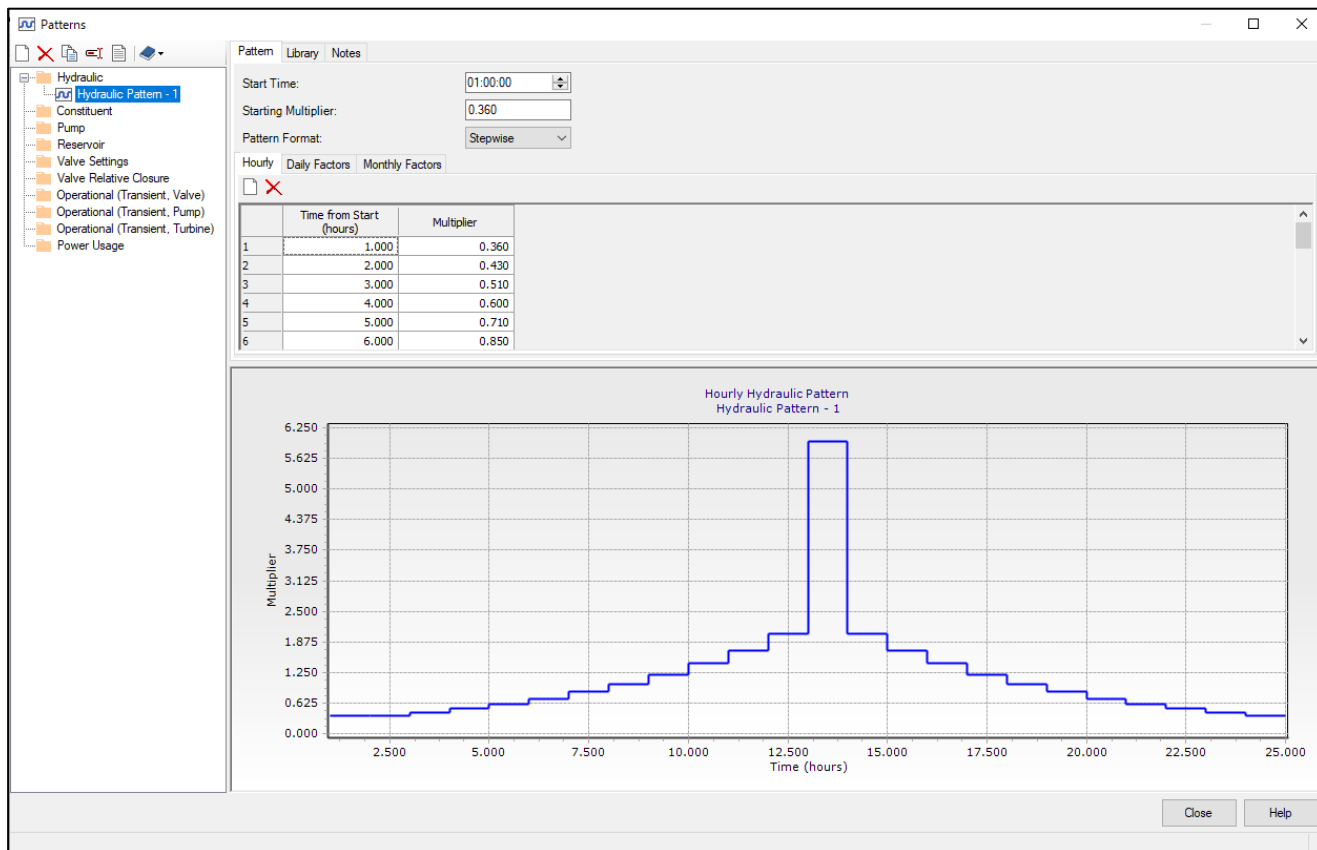 Patterns
Pattern Library Notes
Hydraulic
Hydraulic Pattern - 1
Constituent
Pump
Reservoir
Valve Settings
Valve Relative Closure
Operational (Transient, Valve)
Operational (Transient, Pump)
Operational (Transient, Turbine)
Power Usage
Start Time: 01:00:00
Starting Multiplier: 0.360
Pattern Format: Stepwise
Hourly Daily Factors Monthly Factors
Time from Start
(hours)
Multiplier
1 1.000 0.360
2 2.000 0.430
3 3.000 0.510
4 4.000 0.600
5 5.000 0.710
6 6.000 0.850
Hourly Hydraulic Pattern
Hydraulic Pattern - 1
6.250
5.625
5.000
4.375
3.750
3.125
2.500
1.875
1.250
0.625
0.000
Multiplier
2.500 5.000 7.500 10.000 12.500 15.000 17.500 20.000 22.500 25.000
Time (hours)
Close Help